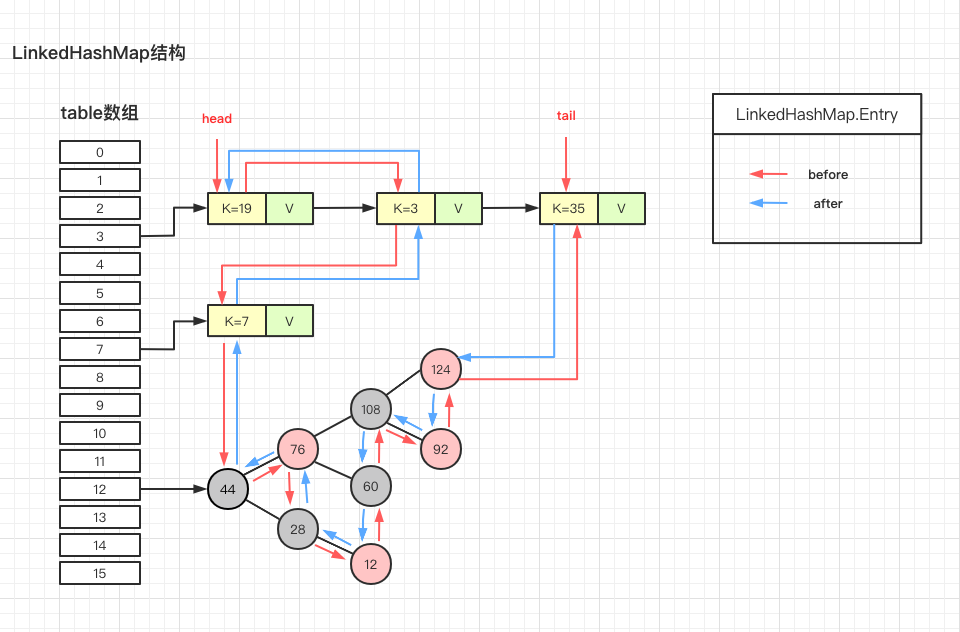 LinkedHashMap结构
table数组
head
tail
LinkedHashMap.Entry
before
after
0
1
2
3
4
5
6
7
8
9
10
11
12
13
14
15
K=19 V
K=3 V
K=35 V
K=7 V
124
108
92
76
60
44
28
12